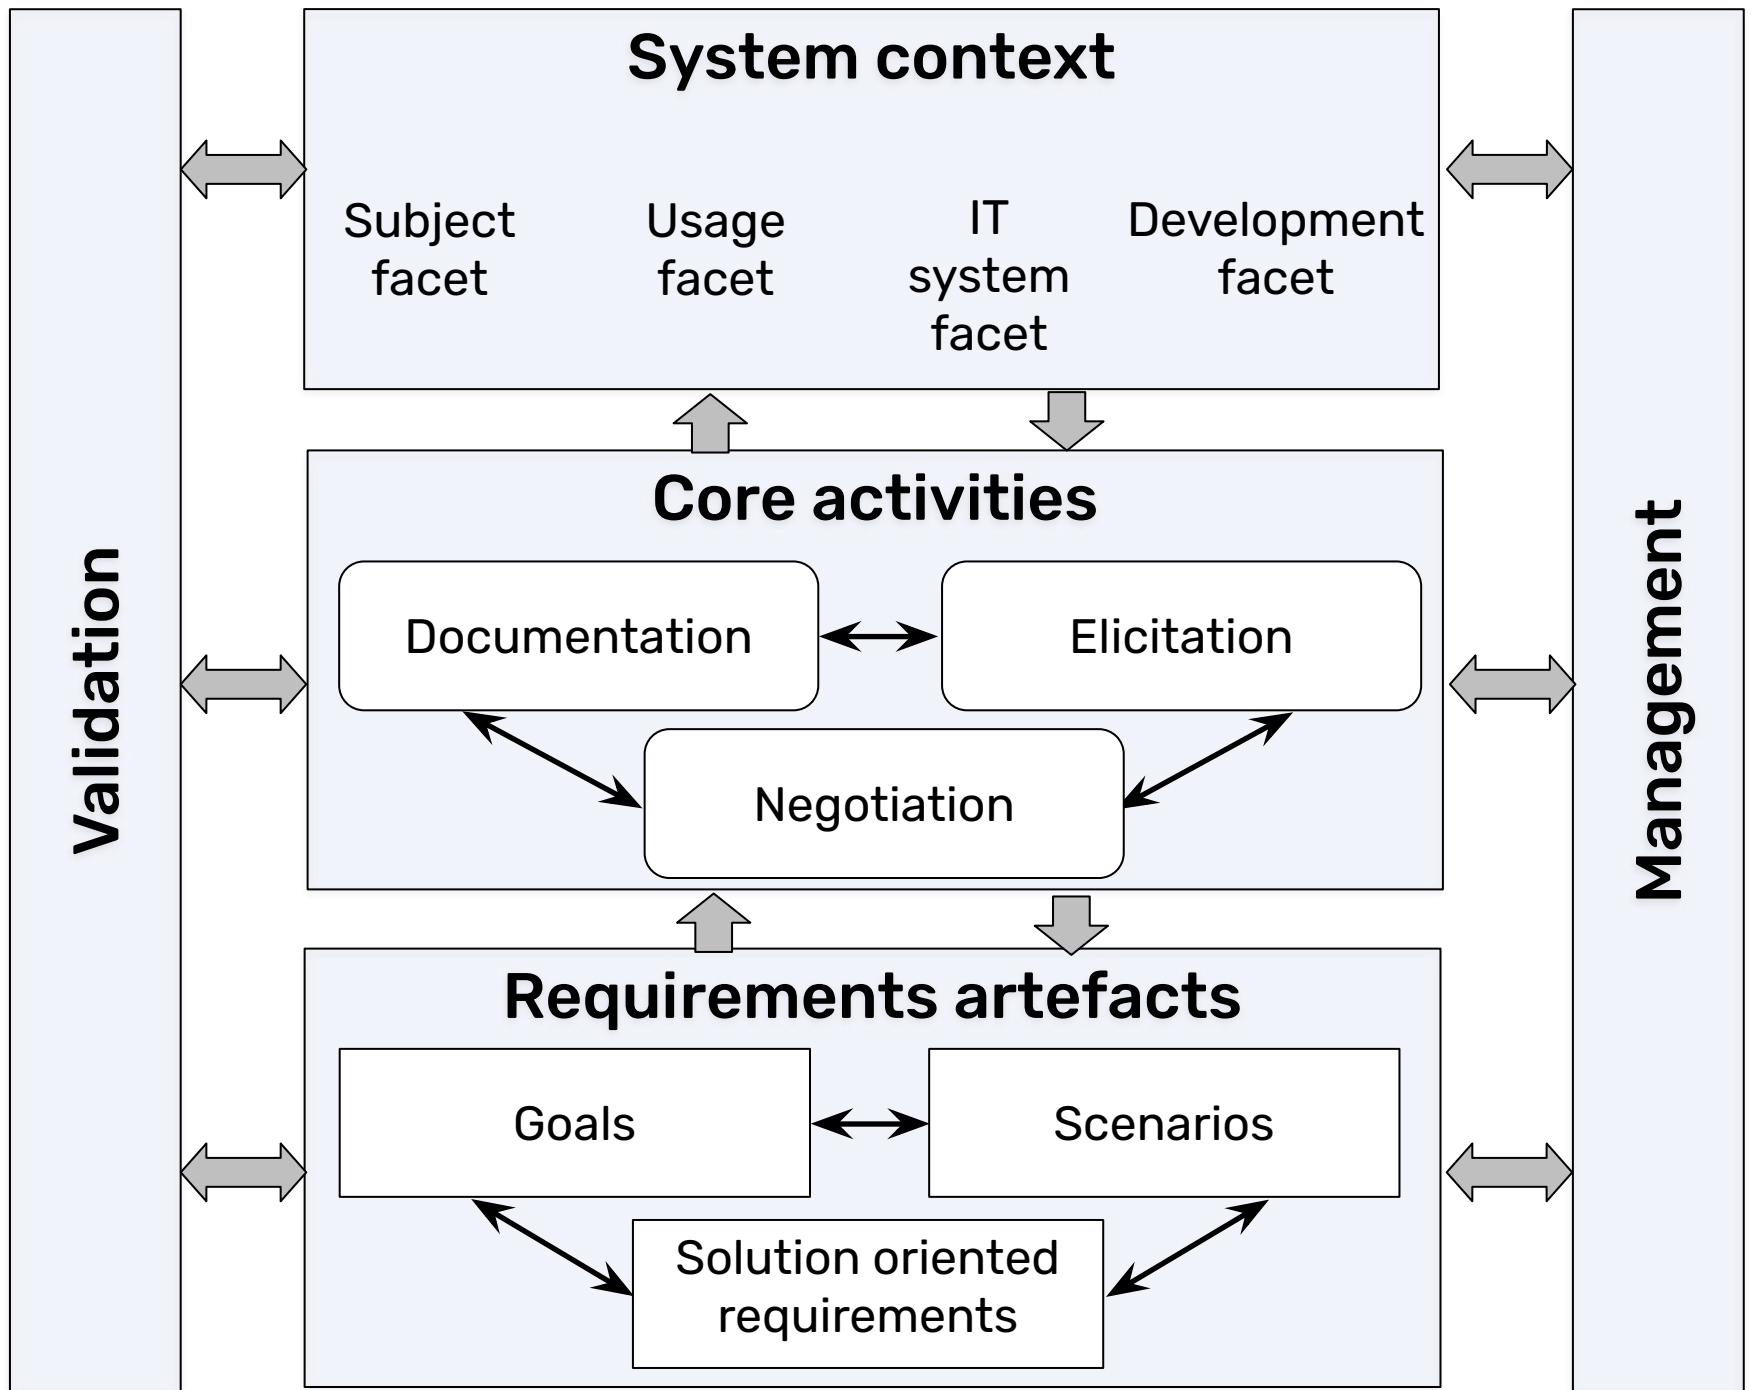 System context
Subject
facet
Usage
facet
IT
system
facet
Development
facet
Core activities
Documentation
Elicitation
Negotiation
Requirements artefacts
Goals
Scenarios
Solution oriented
requirements
Validation
Management